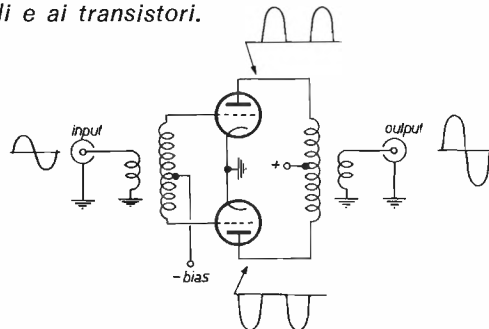 li e ai transistori.
input
output
+
-bias